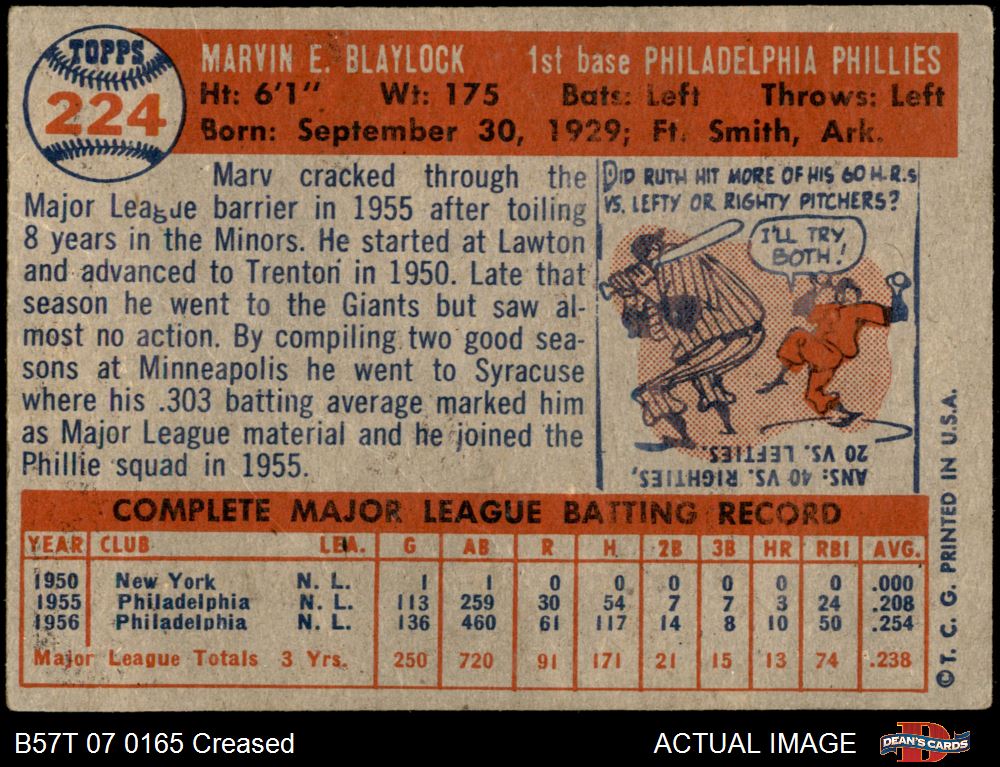 TOPPS
224
MARVIN E. BLAYLOCK 1st base PHILADELPHIA PHILLIES
Ht: 6'1" Wt: 175 Bats: Left Throws: Left
Born: September 30, 1929; Ft. Smith, Ark.
Marv cracked through the
Major League barrier in 1955 after toiling
8 years in the Minors. He started at Lawton
and advanced to Trenton in 1950. Late that
season he went to the Giants but saw al-
most no action. By compiling two good sea-
sons at Minneapolis he went to Syracuse
where his .303 batting average marked him
as Major League material and he joined the
Phillie squad in 1955.
DID RUTH HIT MORE OF HIS 60 H.R.s
VS. LEFTY OR RIGHTY PITCHERS?
I'LL TRY
BOTH!
ANS: 40 VS. RIGHTIES,
20 VS. LEFTIES.
COMPLETE MAJOR LEAGUE BATTING RECORD
YEAR CLUB LEA. G AB R H 2B 3B HR RBI AVG.
1950 New York N. L. 1 1 0 0 0 0 0 0 .000
1955 Philadelphia N. L. 113 259 30 54 7 7 3 24 .208
1956 Philadelphia N. L. 136 460 61 117 14 8 10 50 .254
Major League Totals 3 Yrs. 250 720 91 171 21 15 13 74 .238
© T. C. G. PRINTED IN U.S.A.
B57T 07 0165 Creased
ACTUAL IMAGE
D
DEAN'S CARDS